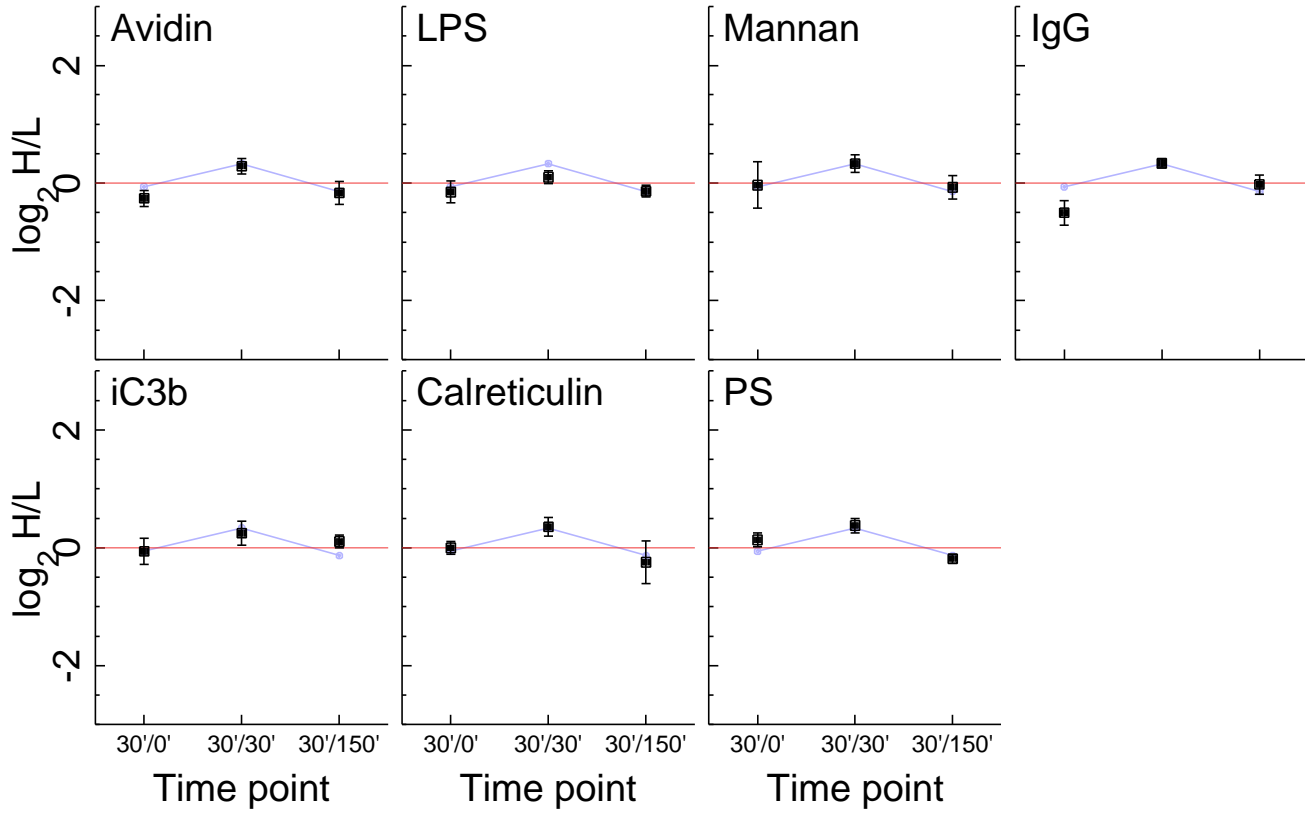 Avidin LPS Mannan IgG
2
0
-2
log2 H/L
iC3b Calreticulin PS
2
0
-2
log2 H/L
30'/0' 30'/30' 30'/150' 30'/0' 30'/30' 30'/150' 30'/0' 30'/30' 30'/150'
Time point Time point Time point